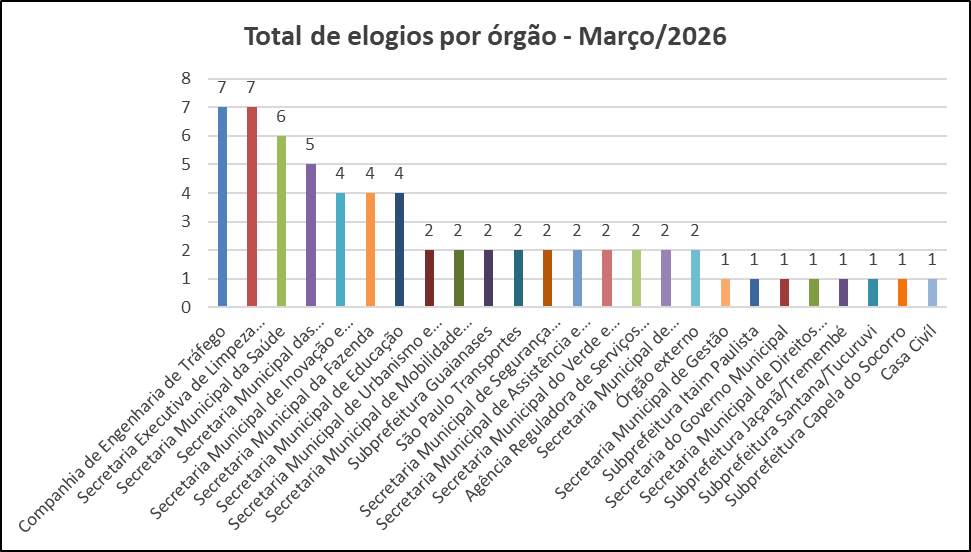 Total de elogios por órgão - Março/2026
8
7
6
5
4
3
2
1
0
7
7
6
5
4
4
4
2
2
2
2
2
2
2
2
2
2
1
1
1
1
1
1
1
1
Companhia de Engenharia de Tráfego
Secretaria Executiva de Limpeza...
Secretaria Municipal da Saúde
Secretaria Municipal das...
Secretaria Municipal de Inovação e...
Secretaria Municipal da Fazenda
Secretaria Municipal de Educação
Secretaria Municipal de Urbanismo e...
Secretaria Municipal de Mobilidade...
Subprefeitura Guaianases
São Paulo Transportes
Secretaria Municipal de Segurança...
Secretaria Municipal de Assistência e...
Secretaria Municipal do Verde e...
Agência Reguladora de Serviços...
Secretaria Municipal de...
Órgão externo
Secretaria Municipal de Gestão
Subprefeitura Itaim Paulista
Secretaria do Governo Municipal
Secretaria Municipal de Direitos...
Subprefeitura Jaçanã/Tremembé
Subprefeitura Santana/Tucuruvi
Subprefeitura Capela do Socorro
Casa Civil